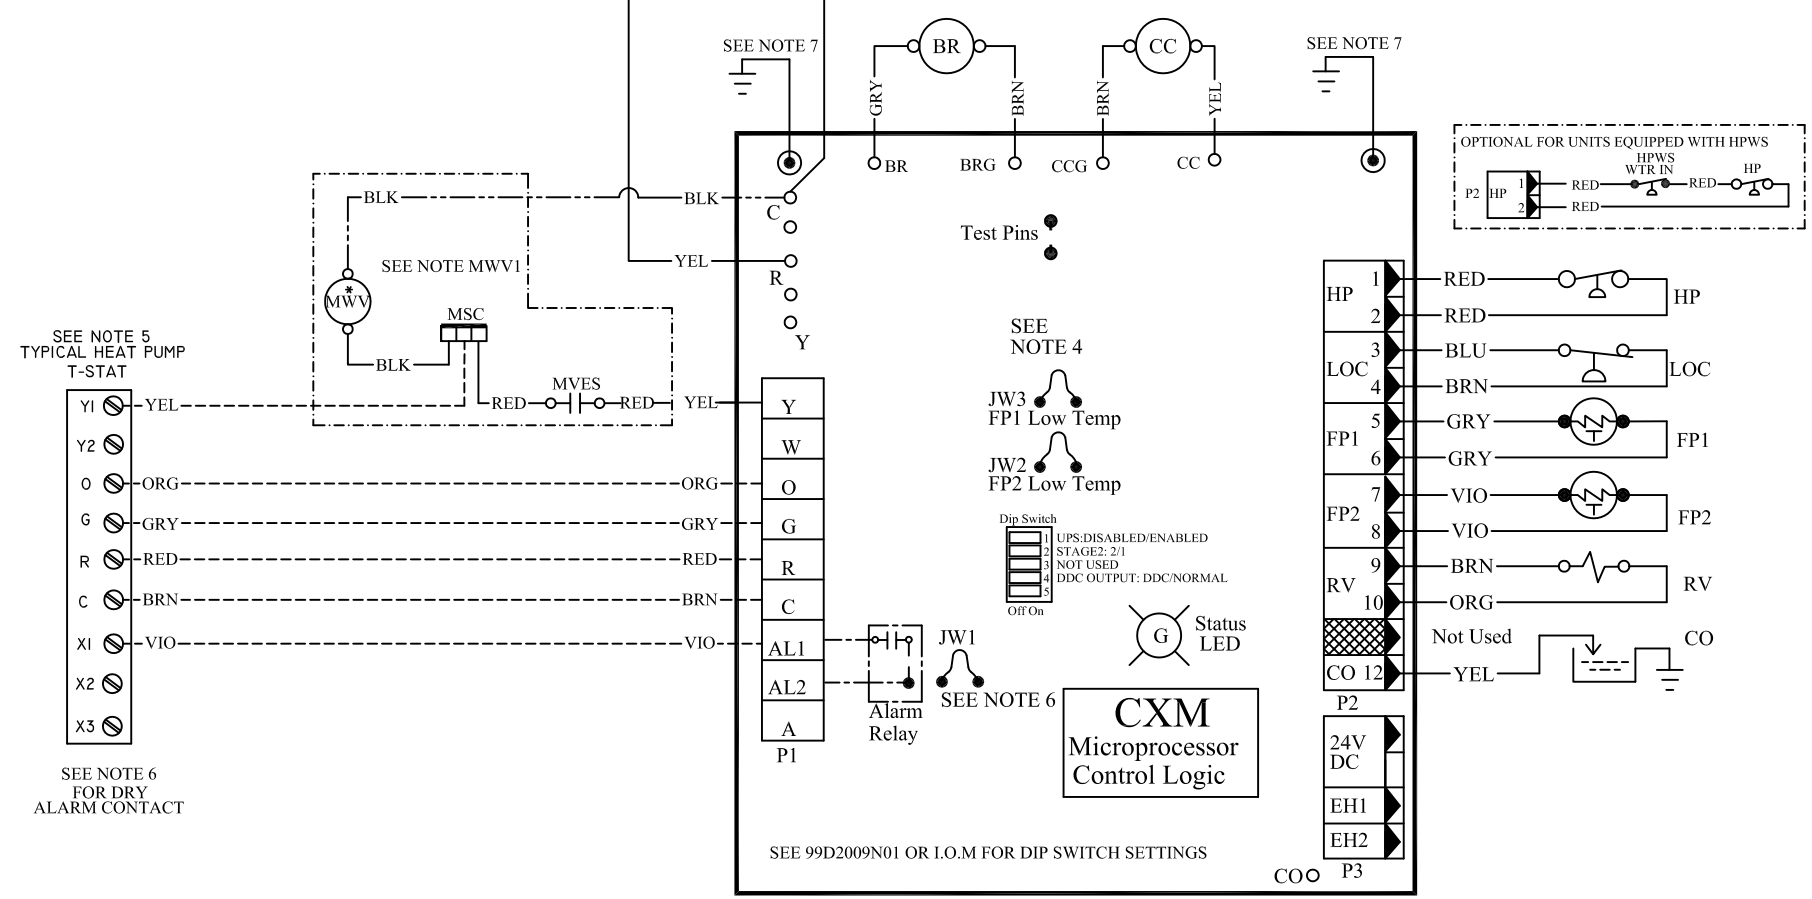 SEE NOTE 7
BR
CC
SEE NOTE 7
GRY
BRN
BRN
YEL
BR
BRG
CCG
CC
OPTIONAL FOR UNITS EQUIPPED WITH HPWS
HPWS
WTR IN
HP
P2
HP
1
RED
RED
2
RED
BLK
BLK
C
Test Pins
SEE NOTE MWV1
YEL
R
*
MWV
MSC
Y
BLK
MVES
RED
RED
YEL
SEE NOTE 5
TYPICAL HEAT PUMP
T-STAT
Y1
YEL
Y2
O
ORG
ORG
G
GRY
GRY
R
RED
RED
C
BRN
BRN
X1
VIO
VIO
X2
X3
SEE NOTE 6
FOR DRY
ALARM CONTACT
Y
W
O
G
R
C
AL1
AL2
A
P1
SEE
NOTE 4
JW3
FP1 Low Temp
JW2
FP2 Low Temp
Dip Switch
1 UPS:DISABLED/ENABLED
2 STAGE2: 2/1
3 NOT USED
4 DDC OUTPUT: DDC/NORMAL
5
Off On
JW1
SEE NOTE 6
Alarm
Relay
G
Status
LED
CXM
Microprocessor
Control Logic
HP
1
RED
HP
2
RED
LOC
3
BLU
LOC
4
BRN
FP1
5
GRY
FP1
6
GRY
FP2
7
VIO
FP2
8
VIO
RV
9
BRN
RV
10
ORG
Not Used
CO
CO 12
YEL
P2
24V
DC
EH1
EH2
P3
SEE 99D2009N01 OR I.O.M FOR DIP SWITCH SETTINGS
CO